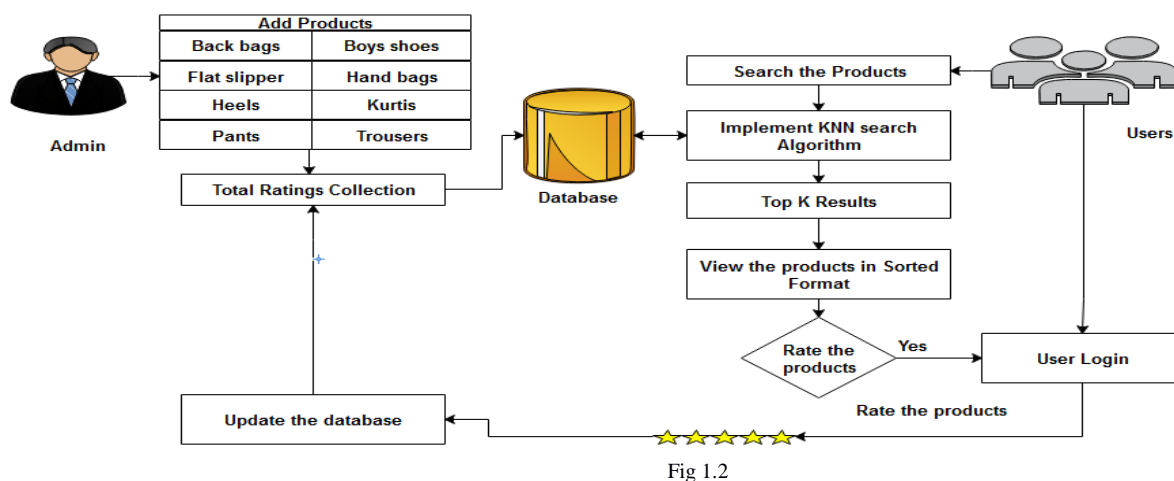 Add Products
Back bags
Boys shoes
Flat slipper
Hand bags
Heels
Kurtis
Pants
Trousers
Admin
Total Ratings Collection
Database
Search the Products
Users
Implement KNN search
Algorithm
Top K Results
View the products in Sorted
Format
Rate the
products
Yes
User Login
Rate the products
Update the database
Fig 1.2